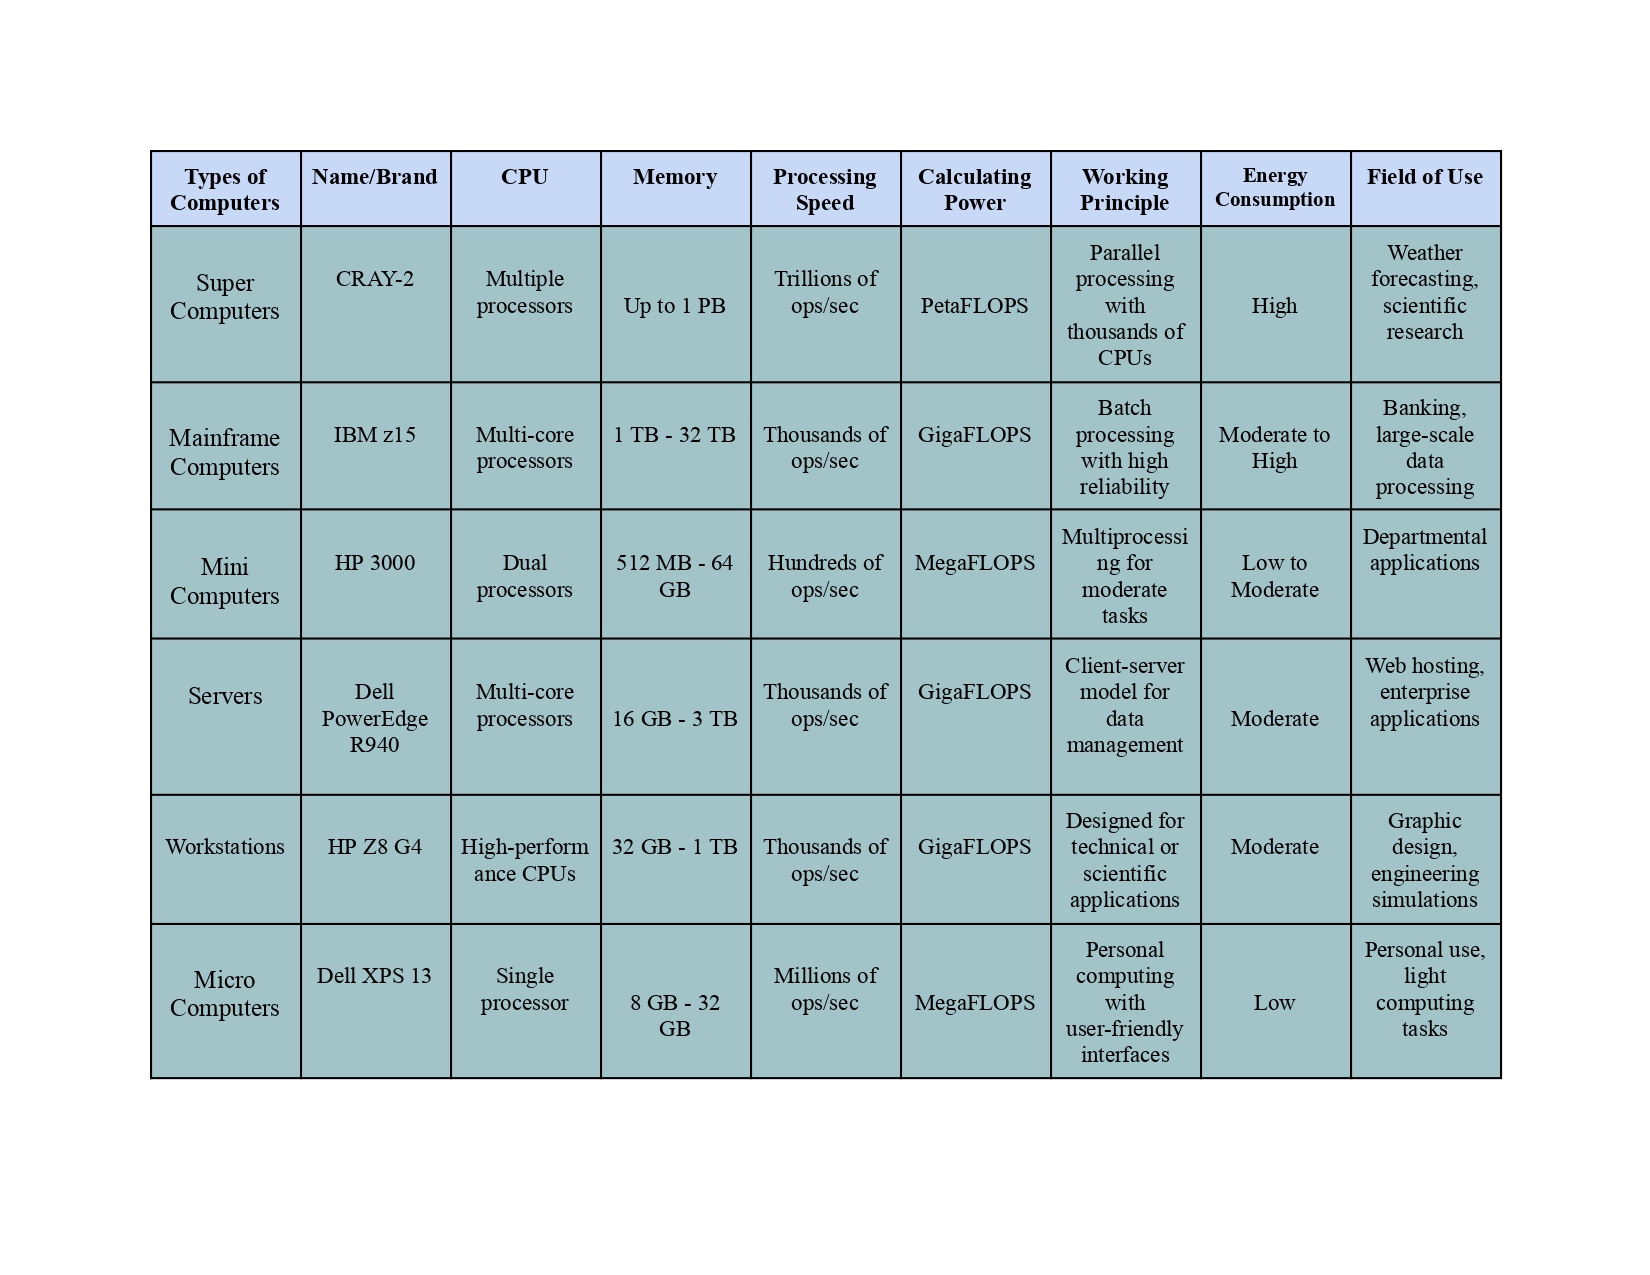 Types of
Computers
Name/Brand
CPU
Memory
Processing
Speed
Calculating
Power
Working
Principle
Energy
Consumption
Field of Use
Super
Computers
CRAY-2
Multiple
processors
Up to 1 PB
Trillions of
ops/sec
PetaFLOPS
Parallel
processing
with
thousands of
CPUs
High
Weather
forecasting,
scientific
research
Mainframe
Computers
IBM z15
Multi-core
processors
1 TB - 32 TB
Thousands of
ops/sec
GigaFLOPS
Batch
processing
with high
reliability
Moderate to
High
Banking,
large-scale
data
processing
Mini
Computers
HP 3000
Dual
processors
512 MB - 64
GB
Hundreds of
ops/sec
MegaFLOPS
Multiprocessi
ng for
moderate
tasks
Low to
Moderate
Departmental
applications
Servers
Dell
PowerEdge
R940
Multi-core
processors
16 GB - 3 TB
Thousands of
ops/sec
GigaFLOPS
Client-server
model for
data
management
Moderate
Web hosting,
enterprise
applications
Workstations
HP Z8 G4
High-perform
ance CPUs
32 GB - 1 TB
Thousands of
ops/sec
GigaFLOPS
Designed for
technical or
scientific
applications
Moderate
Graphic
design,
engineering
simulations
Micro
Computers
Dell XPS 13
Single
processor
8 GB - 32
GB
Millions of
ops/sec
MegaFLOPS
Personal
computing
with
user-friendly
interfaces
Low
Personal use,
light
computing
tasks